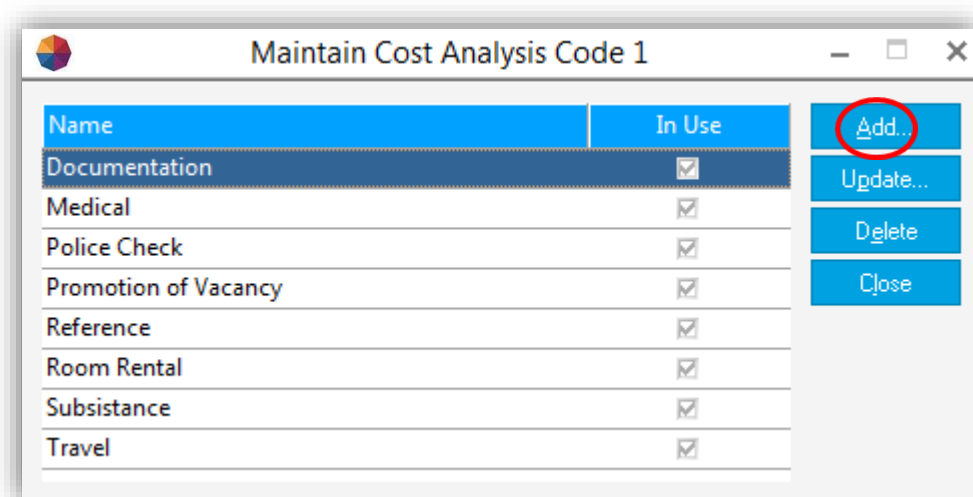 Maintain Cost Analysis Code 1
Name In Use Add...
Documentation Update...
Medical
Police Check Delete
Promotion of Vacancy Close
Reference
Room Rental
Subsistance
Travel